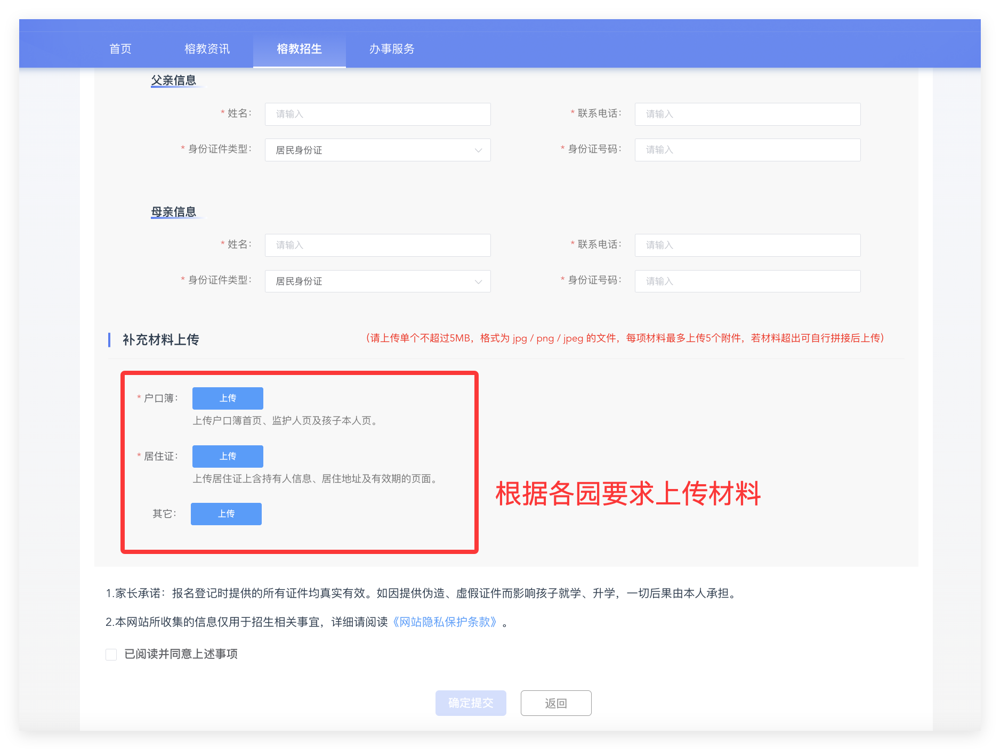 首页 榕教资讯 榕教招生 办事服务
父亲信息
* 姓名： 请输入 * 联系电话： 请输入
* 身份证件类型： 居民身份证 * 身份证号码： 请输入
母亲信息
* 姓名： 请输入 * 联系电话： 请输入
* 身份证件类型： 居民身份证 * 身份证号码： 请输入
补充材料上传 （请上传单个不超过5MB，格式为 jpg / png / jpeg 的文件，每项材料最多上传5个附件，若材料超出可自行拼接后上传）
* 户口簿： 上传
上传户口簿首页、监护人页及孩子本人页。
* 居住证： 上传
上传居住证上含持有人信息、居住地址及有效期的页面。
根据各园要求上传材料
其它： 上传
1.家长承诺：报名登记时提供的所有证件均真实有效。如因提供伪造、虚假证件而影响孩子就学、升学，一切后果由本人承担。
2.本网站所收集的信息仅用于招生相关事宜，详细请阅读《网站隐私保护条款》。
已阅读并同意上述事项
确定提交 返回